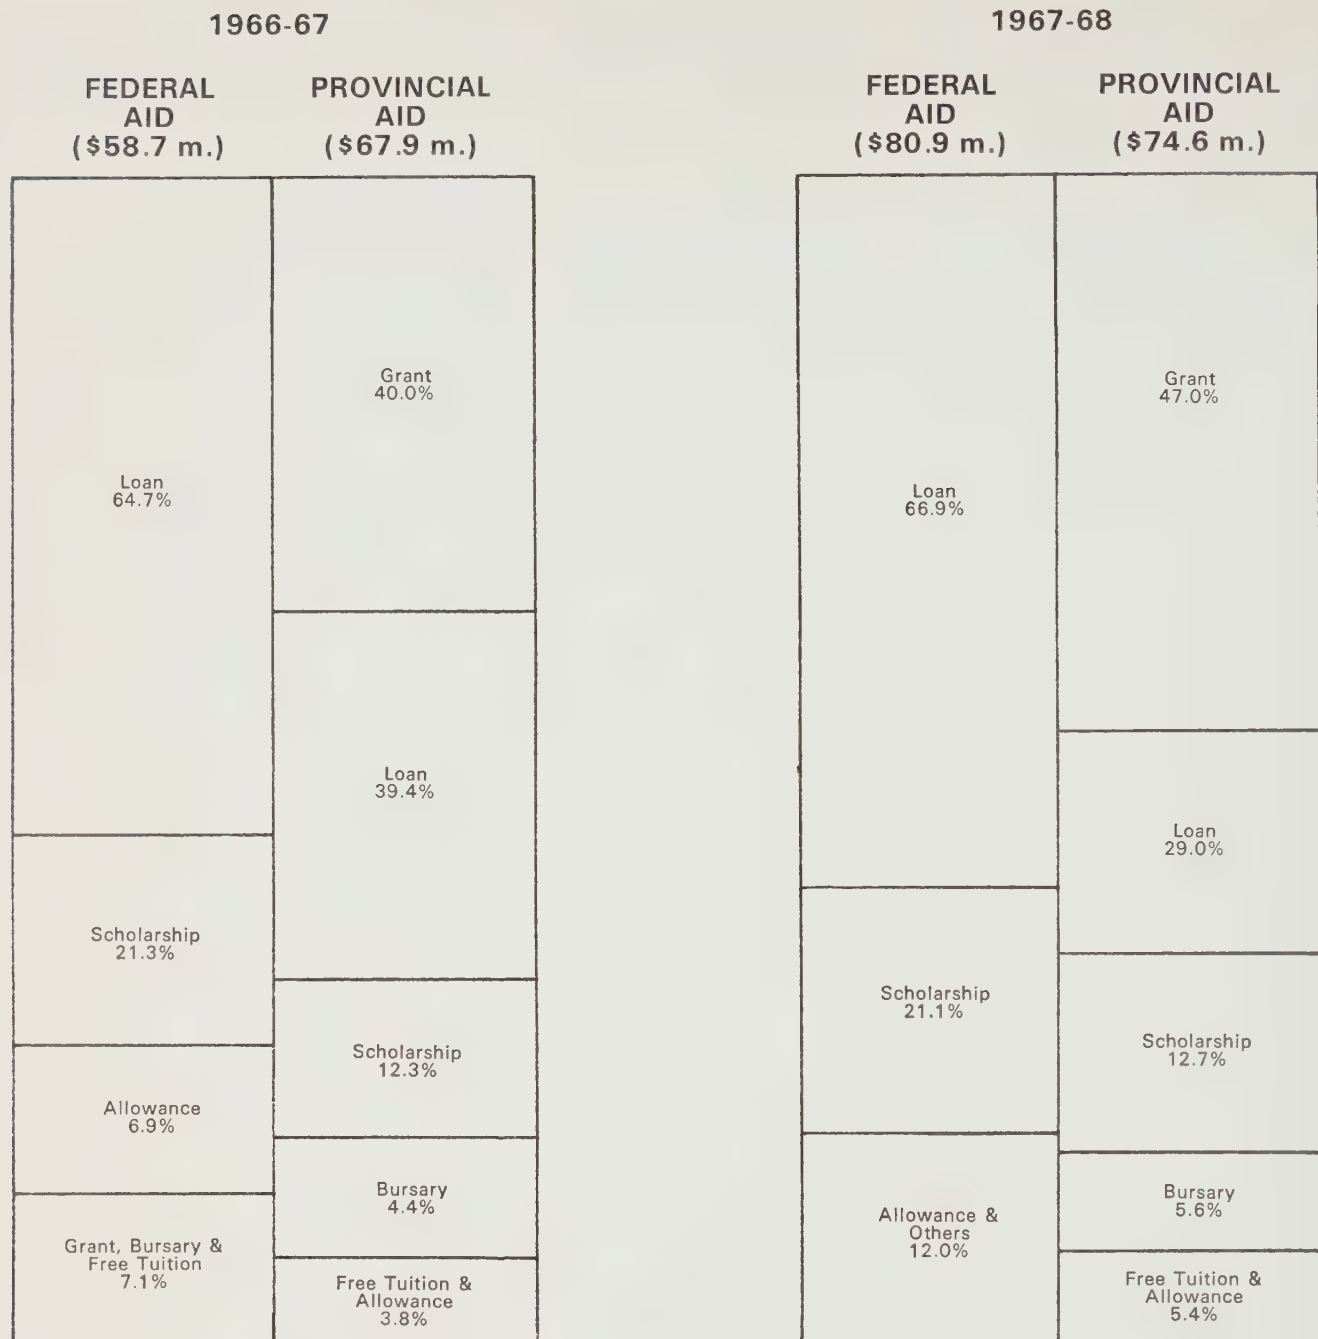 1966-67
FEDERAL
AID
($58.7 m.)
PROVINCIAL
AID
($67.9 m.)
Loan
64.7%
Scholarship
21.3%
Allowance
6.9%
Grant, Bursary &
Free Tuition
7.1%
Grant
40.0%
Loan
39.4%
Scholarship
12.3%
Bursary
4.4%
Free Tuition &
Allowance
3.8%
1967-68
FEDERAL
AID
($80.9 m.)
PROVINCIAL
AID
($74.6 m.)
Loan
66.9%
Scholarship
21.1%
Allowance &
Others
12.0%
Grant
47.0%
Loan
29.0%
Scholarship
12.7%
Bursary
5.6%
Free Tuition &
Allowance
5.4%